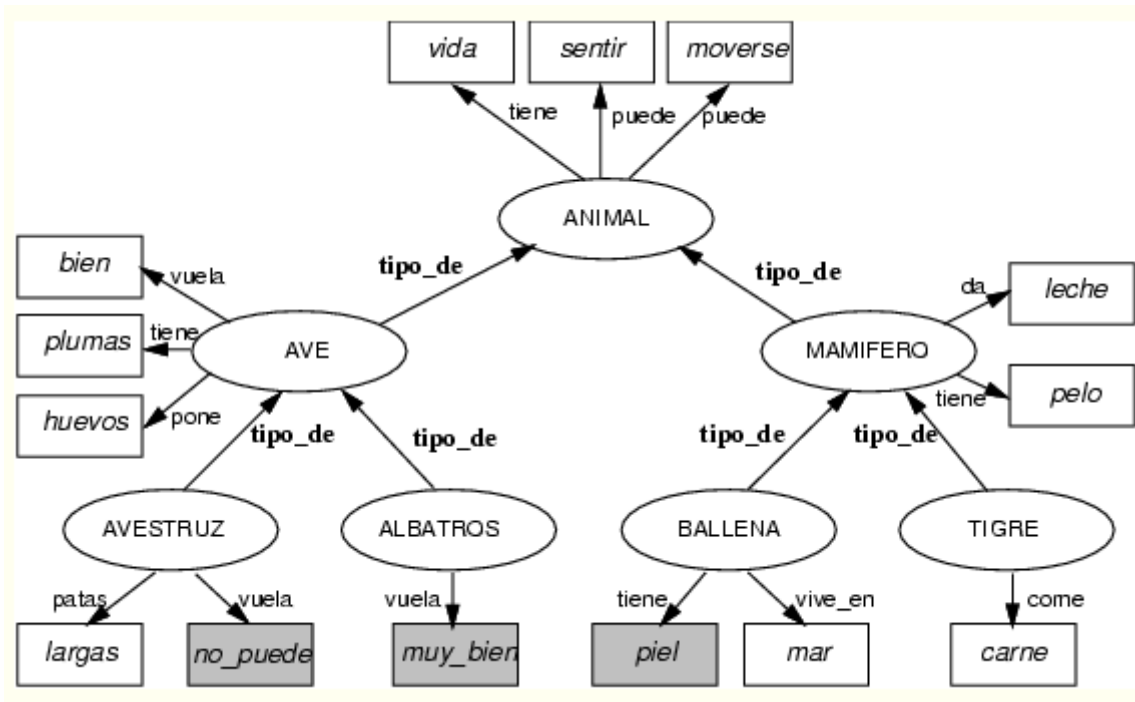 vida sentir moverse
tiene puede puede
ANIMAL
bien vuela tipo_de tipo_de da leche
plumas tiene AVE MAMIFERO
huevos pone tiene pelo
tipo_de tipo_de tipo_de tipo_de
AVESTRUZ ALBATROS BALLENA TIGRE
patas vuela vuela tiene vive_en come
largas no_puede muy_bien piel mar carne